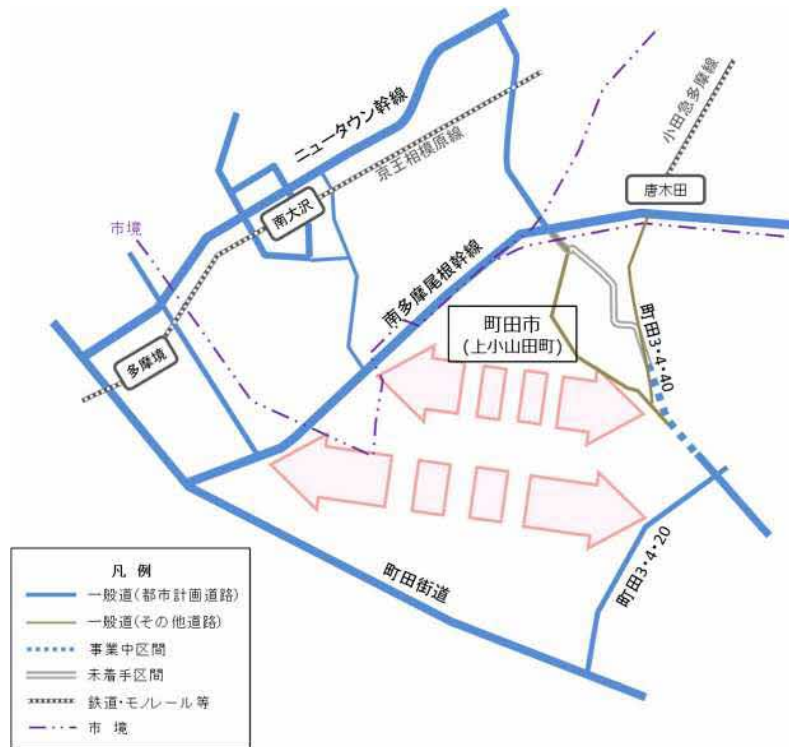 ニュータウン幹線
京王相模原線
小田急多摩線
唐木田
南大沢
市境
南多摩尾根幹線
町田市
(上小山田町)
多摩境
町田3・4・40
町田3・4・20
町田街道
凡 例
一般道(都市計画道路)
一般道(その他道路)
事業中区間
未着手区間
鉄道・モノレール等
市 境